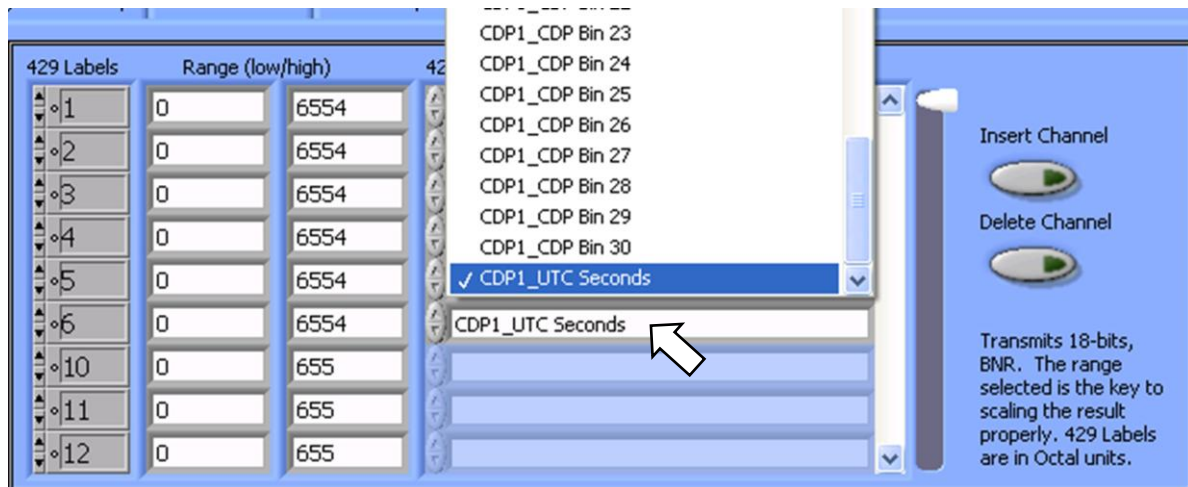 CDP1_CDP Bin 23
429 Labels Range (low/high) 42 CDP1_CDP Bin 24
1 0 6554 CDP1_CDP Bin 25
CDP1_CDP Bin 26
2 0 6554 CDP1_CDP Bin 27
3 0 6554 CDP1_CDP Bin 28
CDP1_CDP Bin 29
4 0 6554 CDP1_CDP Bin 30
5 0 6554 ✓ CDP1_UTC Seconds
6 0 6554 CDP1_UTC Seconds
10 0 655
11 0 655
12 0 655
Insert Channel
Delete Channel
Transmits 18-bits,
BNR. The range
selected is the key to
scaling the result
properly. 429 Labels
are in Octal units.